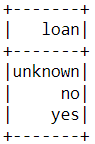 +-------+
|   loan|
+-------+
|unknown|
|     no|
|    yes|
+-------+